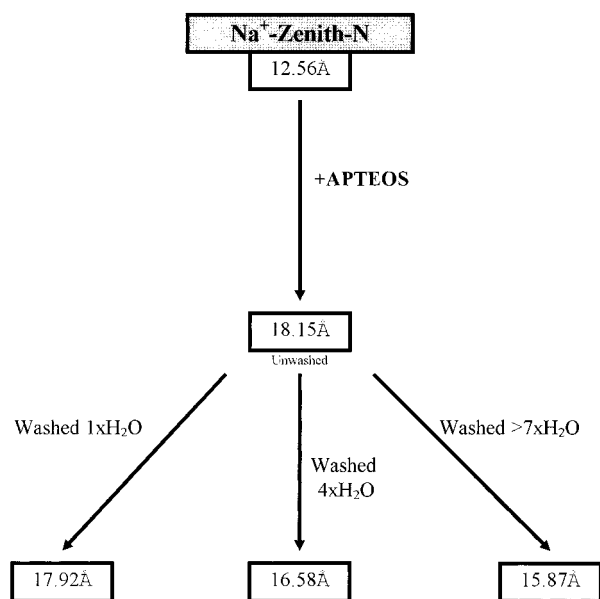 Na⁺-Zenith-N
12.56Å
+APTEOS
18.15Å
Unwashed
Washed 1xH₂O
Washed
4xH₂O
Washed >7xH₂O
17.92Å
16.58Å
15.87Å